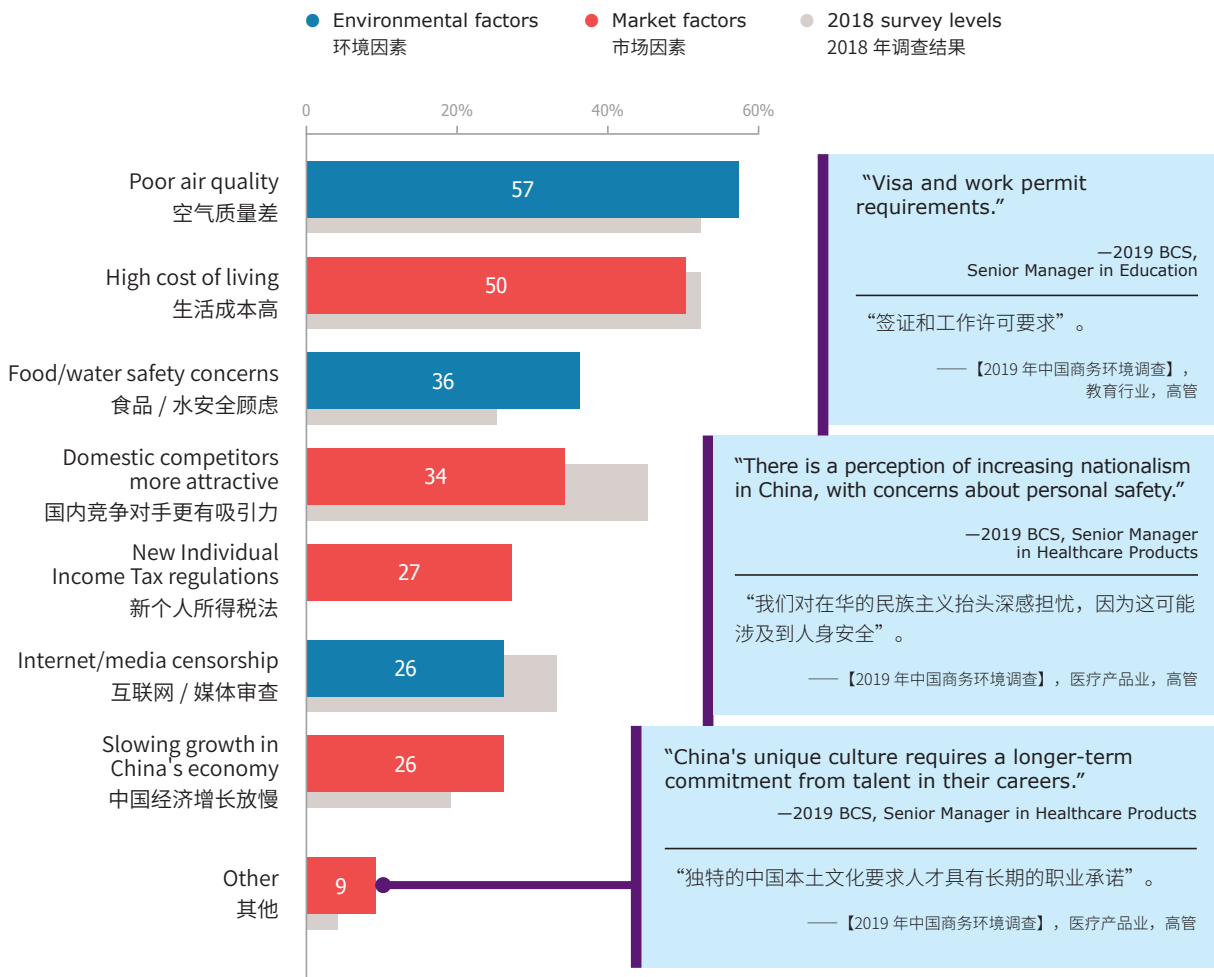 Environmental factors
环境因素
Market factors
市场因素
2018 survey levels
2018 年调查结果
0
20%
40%
60%
Poor air quality
空气质量差
57
High cost of living
生活成本高
50
Food/water safety concerns
食品 / 水安全顾虑
36
Domestic competitors
more attractive
国内竞争对手更有吸引力
34
New Individual
Income Tax regulations
新个人所得税法
27
Internet/media censorship
互联网 / 媒体审查
26
Slowing growth in
China's economy
中国经济增长放慢
26
Other
其他
9
“Visa and work permit
requirements.”
—2019 BCS,
Senior Manager in Education
“签证和工作许可要求”。
——【2019 年中国商务环境调查】，
教育行业，高管
“There is a perception of increasing nationalism
in China, with concerns about personal safety.”
—2019 BCS, Senior Manager
in Healthcare Products
“我们对在华的民族主义抬头深感担忧，因为这可能
涉及到人身安全”。
——【2019 年中国商务环境调查】，医疗产品业，高管
“China's unique culture requires a longer-term
commitment from talent in their careers.”
—2019 BCS, Senior Manager in Healthcare Products
“独特的中国本土文化要求人才具有长期的职业承诺”。
——【2019 年中国商务环境调查】，医疗产品业，高管